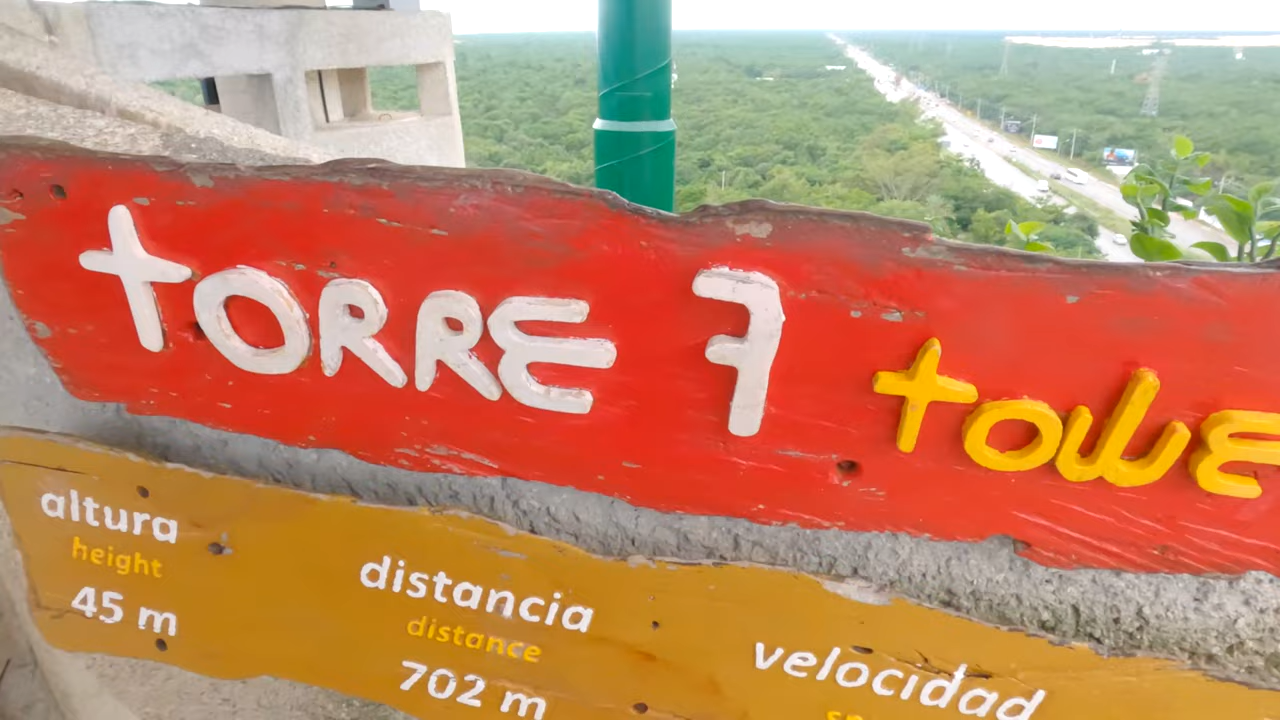 TORRE 7 towe
altura
height
45 m
distancia
distance
702 m
velocidad